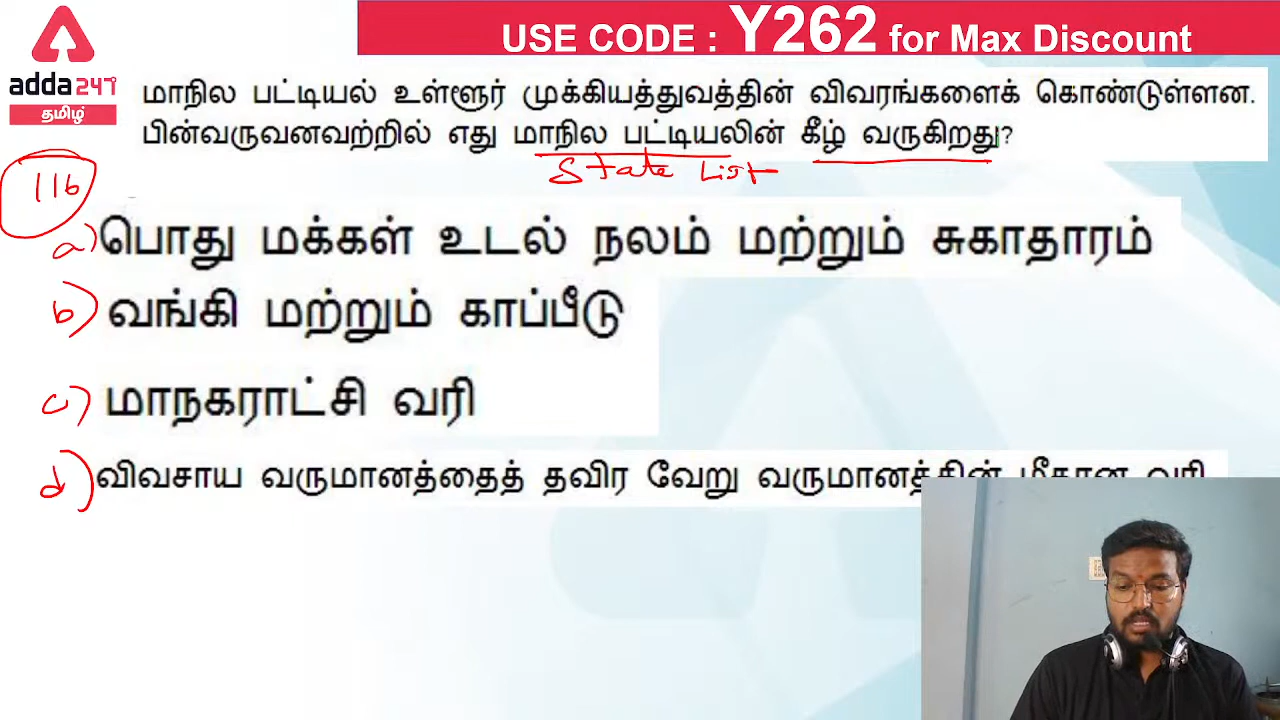 USE CODE : Y262 for Max Discount
adda247
தமிழ்
மாநில பட்டியல் உள்ளூர் முக்கியத்துவத்தின் விவரங்களைக் கொண்டுள்ளன.
பின்வருவனவற்றில் எது மாநில பட்டியலின் கீழ் வருகிறது?
State List
116
a) பொது மக்கள் உடல் நலம் மற்றும் சுகாதாரம்
b) வங்கி மற்றும் காப்பீடு
c) மாநகராட்சி வரி
d) விவசாய வருமானத்தைத் தவிர வேறு வருமானத்தின் மீதான வரி